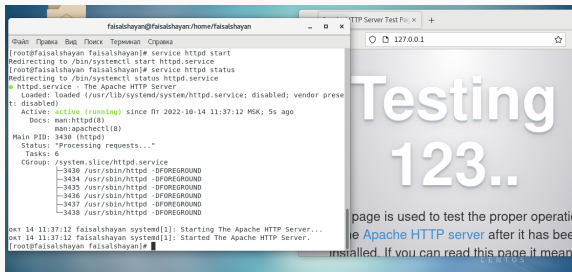 faisalshayan@faisalshayan:/home/faisalshayan
Файл Правка Вид Поиск Терминал Справка
[root@faisalshayan faisalshayan]# service httpd start
Redirecting to /bin/systemctl start httpd.service
[root@faisalshayan faisalshayan]# service httpd status
Redirecting to /bin/systemctl status httpd.service
● httpd.service - The Apache HTTP Server
Loaded: loaded (/usr/lib/systemd/system/httpd.service; disabled; vendor prese
t: disabled)
Active: active (running) since Пт 2022-10-14 11:37:12 MSK; 5s ago
Docs: man:httpd(8)
man:apachectl(8)
Main PID: 3430 (httpd)
Status: "Processing requests..."
Tasks: 6
CGroup: /system.slice/httpd.service
├─3430 /usr/sbin/httpd -DFOREGROUND
├─3434 /usr/sbin/httpd -DFOREGROUND
├─3435 /usr/sbin/httpd -DFOREGROUND
├─3436 /usr/sbin/httpd -DFOREGROUND
├─3437 /usr/sbin/httpd -DFOREGROUND
└─3438 /usr/sbin/httpd -DFOREGROUND
окт 14 11:37:12 faisalshayan systemd[1]: Starting The Apache HTTP Server...
окт 14 11:37:12 faisalshayan systemd[1]: Started The Apache HTTP Server.
[root@faisalshayan faisalshayan]#
HTTP Server Test Pag
127.0.0.1
Testing
123..
page is used to test the proper operati
Apache HTTP server after it has bee
installed. If you can read this page it mean
CENTOS